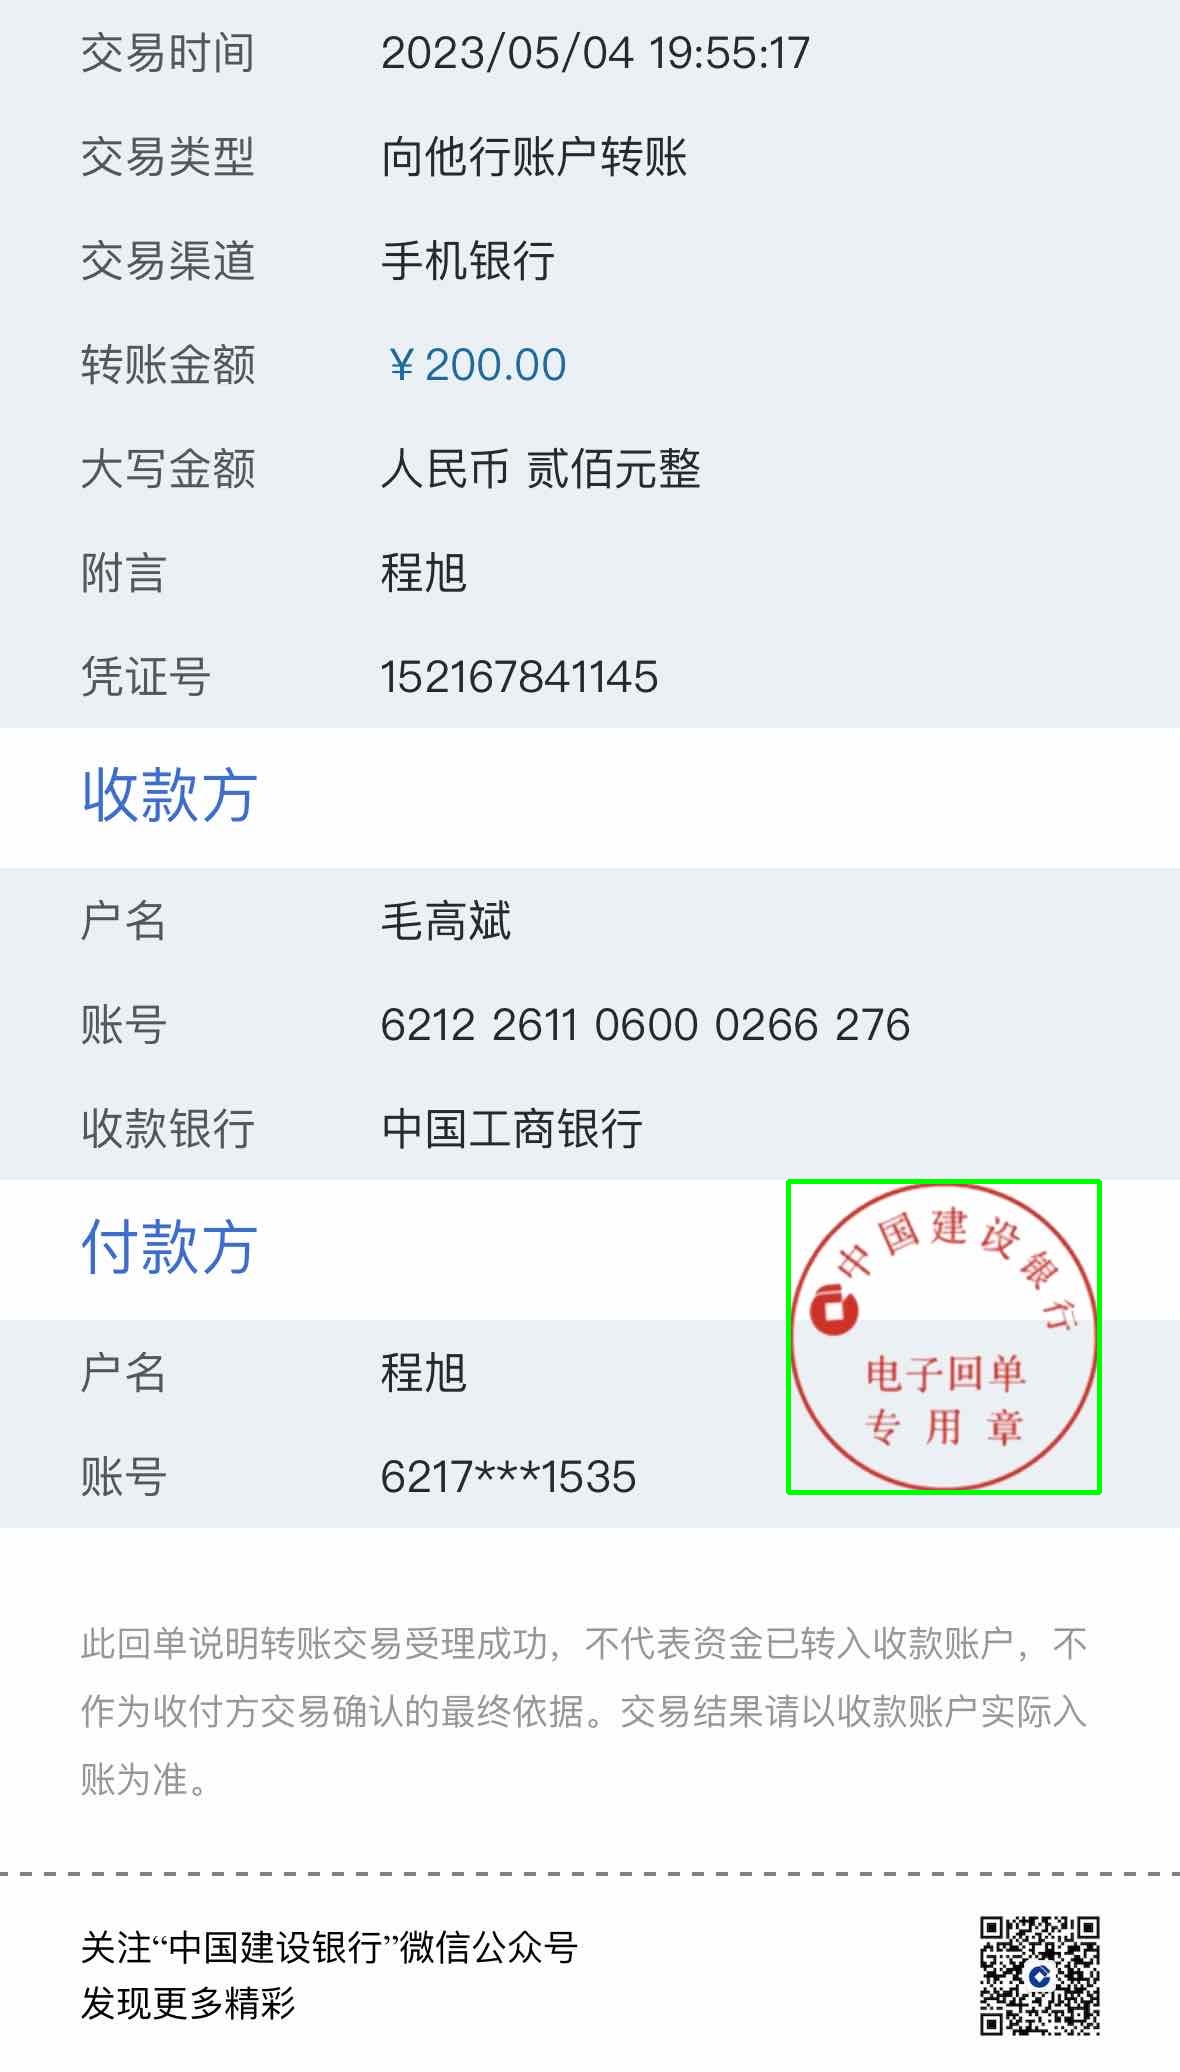 交易时间 2023/05/04 19:55:17
交易类型 向他行账户转账
交易渠道 手机银行
转账金额 ¥200.00
大写金额 人民币 贰佰元整
附言 程旭
凭证号 152167841145
收款方
户名 毛高斌
账号 6212 2611 0600 0266 276
收款银行 中国工商银行
付款方
中国建设银行
电子回单
专用章
户名 程旭
账号 6217***1535
此回单说明转账交易受理成功，不代表资金已转入收款账户，不
作为收付方交易确认的最终依据。交易结果请以收款账户实际入
账为准。
关注“中国建设银行”微信公众号
发现更多精彩